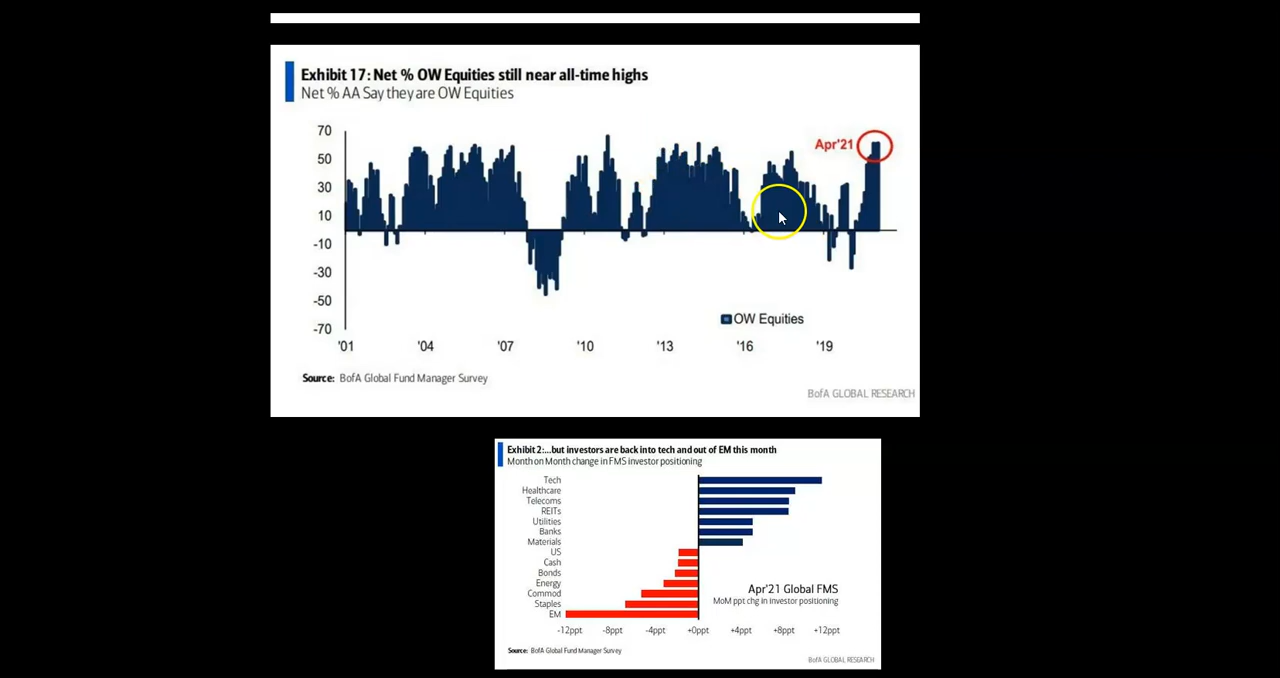 Exhibit 17: Net % OW Equities still near all-time highs
Net % AA Say they are OW Equities
70
50
30
10
-10
-30
-50
-70
Apr'21
OW Equities
'01 '04 '07 '10 '13 '16 '19
Source: BofA Global Fund Manager Survey
BofA GLOBAL RESEARCH
Exhibit 2:...but investors are back into tech and out of EM this month
Month on Month change in FMS investor positioning
Tech
Healthcare
Telecoms
REITs
Utilities
Banks
Materials
US
Cash
Bonds
Energy
Commod
Staples
EM
Apr'21 Global FMS
MoM ppt chg in investor positioning
-12ppt -8ppt -4ppt +0ppt +4ppt +8ppt +12ppt
Source: BofA Global Fund Manager Survey
BofA GLOBAL RESEARCH